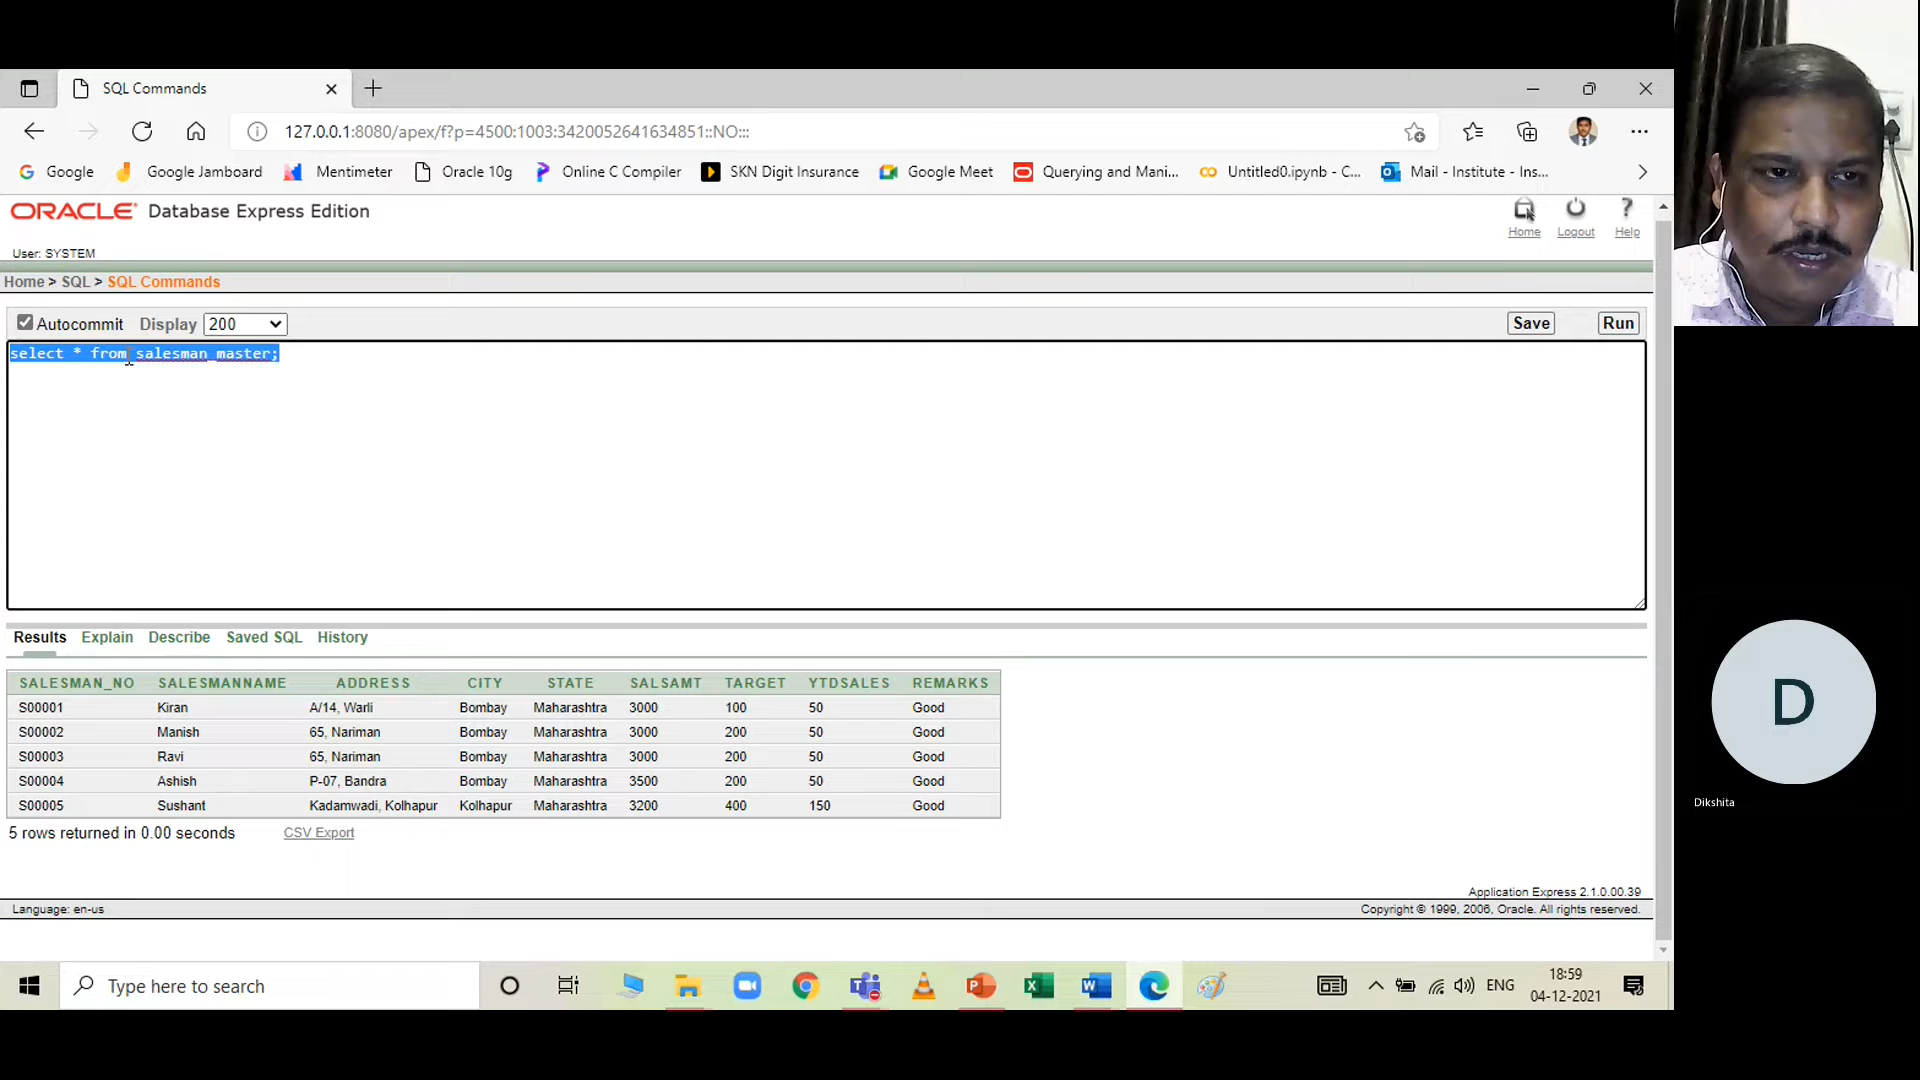 SQL Commands
127.0.0.1:8080/apex/f?p=4500:1003:3420052641634851::NO:::
Google Google Jamboard Mentimeter Oracle 10g Online C Compiler SKN Digit Insurance Google Meet Querying and Mani... Untitled0.ipynb - C... Mail - Institute - Ins...
ORACLE Database Express Edition
Home Logout Help
User: SYSTEM
Home > SQL > SQL Commands
Autocommit Display 200 Save Run
select * from salesman_master;
Results Explain Describe Saved SQL History
SALESMAN_NO SALESMANNAME ADDRESS CITY STATE SALSAMT TARGET YTDSALES REMARKS
S00001 Kiran A/14, Warli Bombay Maharashtra 3000 100 50 Good
S00002 Manish 65, Nariman Bombay Maharashtra 3000 200 50 Good
S00003 Ravi 65, Nariman Bombay Maharashtra 3000 200 50 Good
S00004 Ashish P-07, Bandra Bombay Maharashtra 3500 200 50 Good
S00005 Sushant Kadamwadi, Kolhapur Kolhapur Maharashtra 3200 400 150 Good
5 rows returned in 0.00 seconds CSV Export
Application Express 2.1.0.00.39
Language: en-us Copyright © 1999, 2006, Oracle. All rights reserved.
Type here to search
ENG
18:59
04-12-2021
D
Dikshita